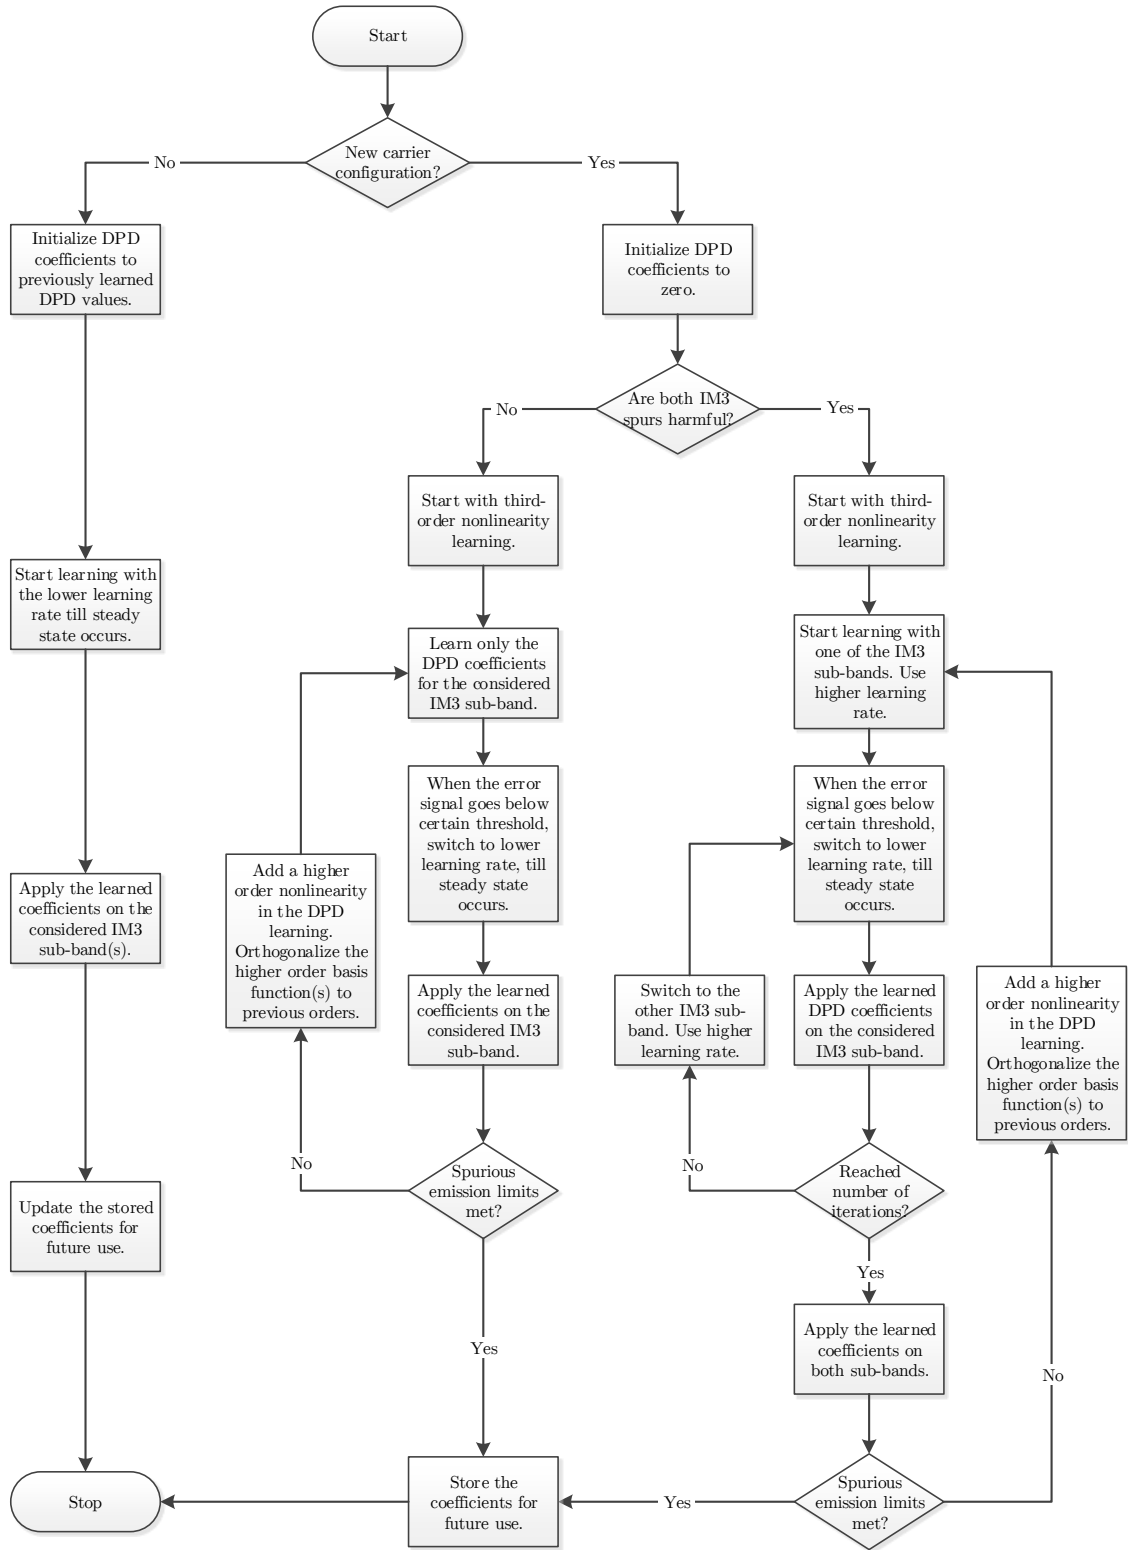 Start
New carrier
configuration?
No
Yes
Initialize DPD
coefficients to
previously learned
DPD values.
Initialize DPD
coefficients to
zero.
Are both IM3
spurs harmful?
No
Yes
Start with third-
order nonlinearity
learning.
Start with third-
order nonlinearity
learning.
Start learning with
the lower learning
rate till steady
state occurs.
Learn only the
DPD coefficients
for the considered
IM3 sub-band.
Start learning with
one of the IM3
sub-bands. Use
higher learning
rate.
When the error
signal goes below
certain threshold,
switch to lower
learning rate, till
steady state
occurs.
When the error
signal goes below
certain threshold,
switch to lower
learning rate, till
steady state
occurs.
Apply the learned
coefficients on the
considered IM3
sub-band(s).
Add a higher
order nonlinearity
in the DPD
learning.
Orthogonalize the
higher order basis
function(s) to
previous orders.
Apply the learned
coefficients on the
considered IM3
sub-band.
Switch to the
other IM3 sub-
band. Use higher
learning rate.
Apply the learned
DPD coefficients
on the considered
IM3 sub-band.
Add a higher
order nonlinearity
in the DPD
learning.
Orthogonalize the
higher order basis
function(s) to
previous orders.
No
Spurious
emission limits
met?
No
Reached
number of
iterations?
Update the stored
coefficients for
future use.
Yes
Yes
Apply the learned
coefficients on
both sub-bands.
No
Stop
Store the
coefficients for
future use.
Yes
Spurious
emission limits
met?